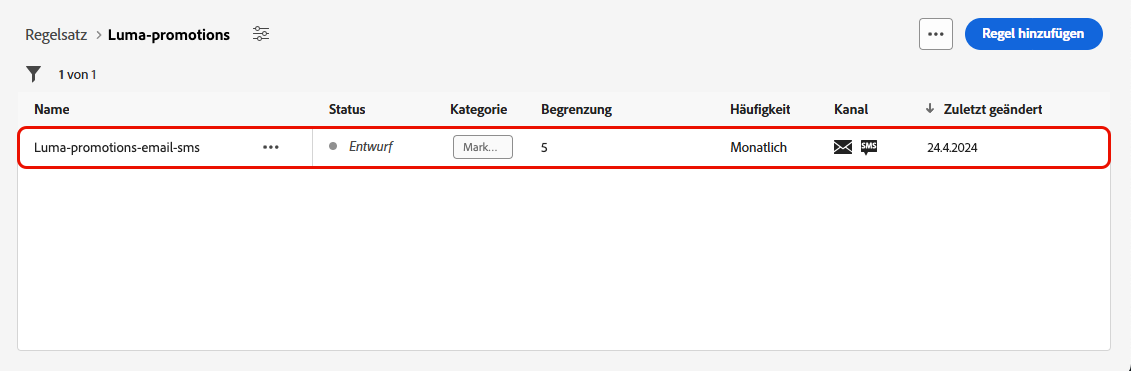 Regelsatz > Luma-promotions ... Regel hinzufügen
1 von 1
Name Status Kategorie Begrenzung Häufigkeit Kanal ↓ Zuletzt geändert
Luma-promotions-email-sms ... Entwurf Mark... 5 Monatlich SMS 24.4.2024